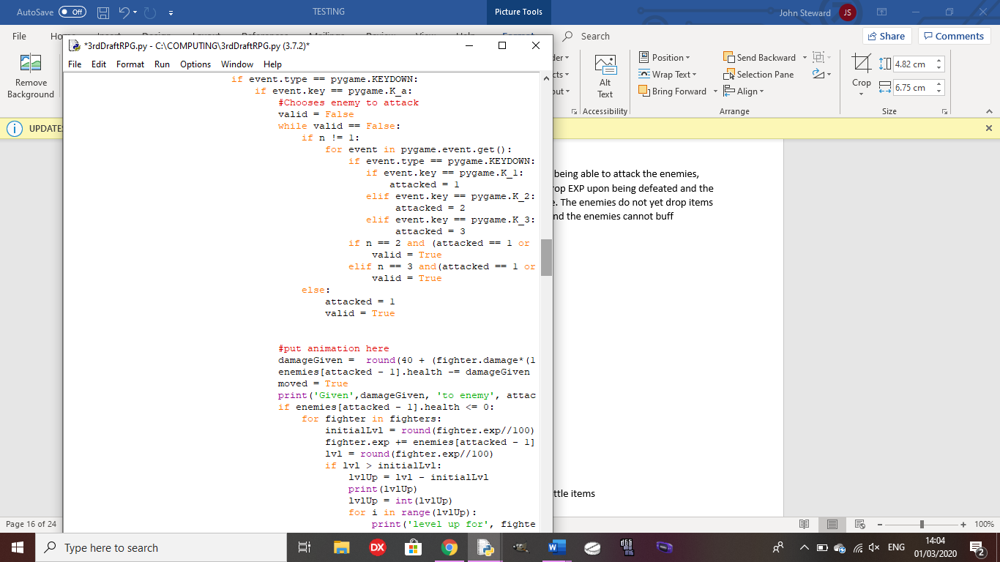 AutoSave Off TESTING Picture Tools John Steward JS
File Search Share Comments
*3rdDraftRPG.py - C:\COMPUTING\3rdDraftRPG.py (3.7.2)*
File Edit Format Run Options Window Help
Remove
Background
Alt
Text
Accessibility
Position
Wrap Text
Bring Forward
Send Backward
Selection Pane
Align
Arrange
Crop
4.82 cm
6.75 cm
Size
if event.type == pygame.KEYDOWN:
if event.key == pygame.K_a:
#Chooses enemy to attack
valid = False
while valid == False:
if n != 1:
for event in pygame.event.get():
if event.type == pygame.KEYDOWN:
if event.key == pygame.K_1:
attacked = 1
elif event.key == pygame.K_2:
attacked = 2
elif event.key == pygame.K_3:
attacked = 3
if n == 2 and (attacked == 1 or
valid = True
elif n == 3 and(attacked == 1 or
valid = True
else:
attacked = 1
valid = True
#put animation here
damageGiven =  round(40 + (fighter.damage*(1
enemies[attacked - 1].health -= damageGiven
moved = True
print('Given',damageGiven, 'to enemy', attac
if enemies[attacked - 1].health <= 0:
for fighter in fighters:
initialLvl = round(fighter.exp//100)
fighter.exp += enemies[attacked - 1]
lvl = round(fighter.exp//100)
if lvl > initialLvl:
lvlUp = lvl - initialLvl
print(lvlUp)
lvlUp = int(lvlUp)
for i in range(lvlUp):
print('level up for', fighte
being able to attack the enemies,
rop EXP upon being defeated and the
e. The enemies do not yet drop items
nd the enemies cannot buff
ttle items
Page 16 of 24 100%
Type here to search DX ENG 14:04
01/03/2020 2